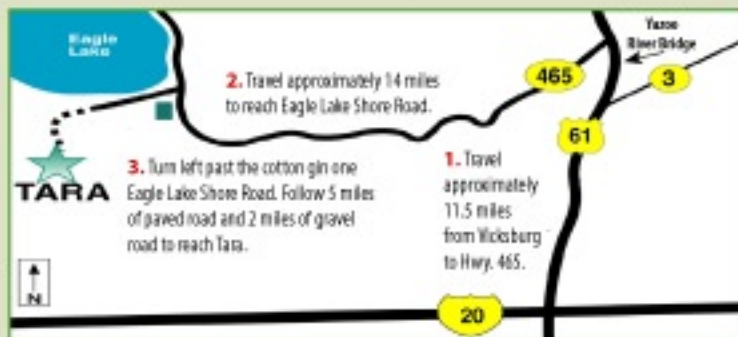 Eagle
Lake
Yazoo
River Bridge
465
3
61
2. Travel approximately 14 miles
to reach Eagle Lake Shore Road.
1. Travel
approximately
11.5 miles
from Vicksburg
to Hwy. 465.
3. Turn left past the cotton gin one
Eagle Lake Shore Road. Follow 5 miles
of paved road and 2 miles of gravel
road to reach Tara.
TARA
N
20